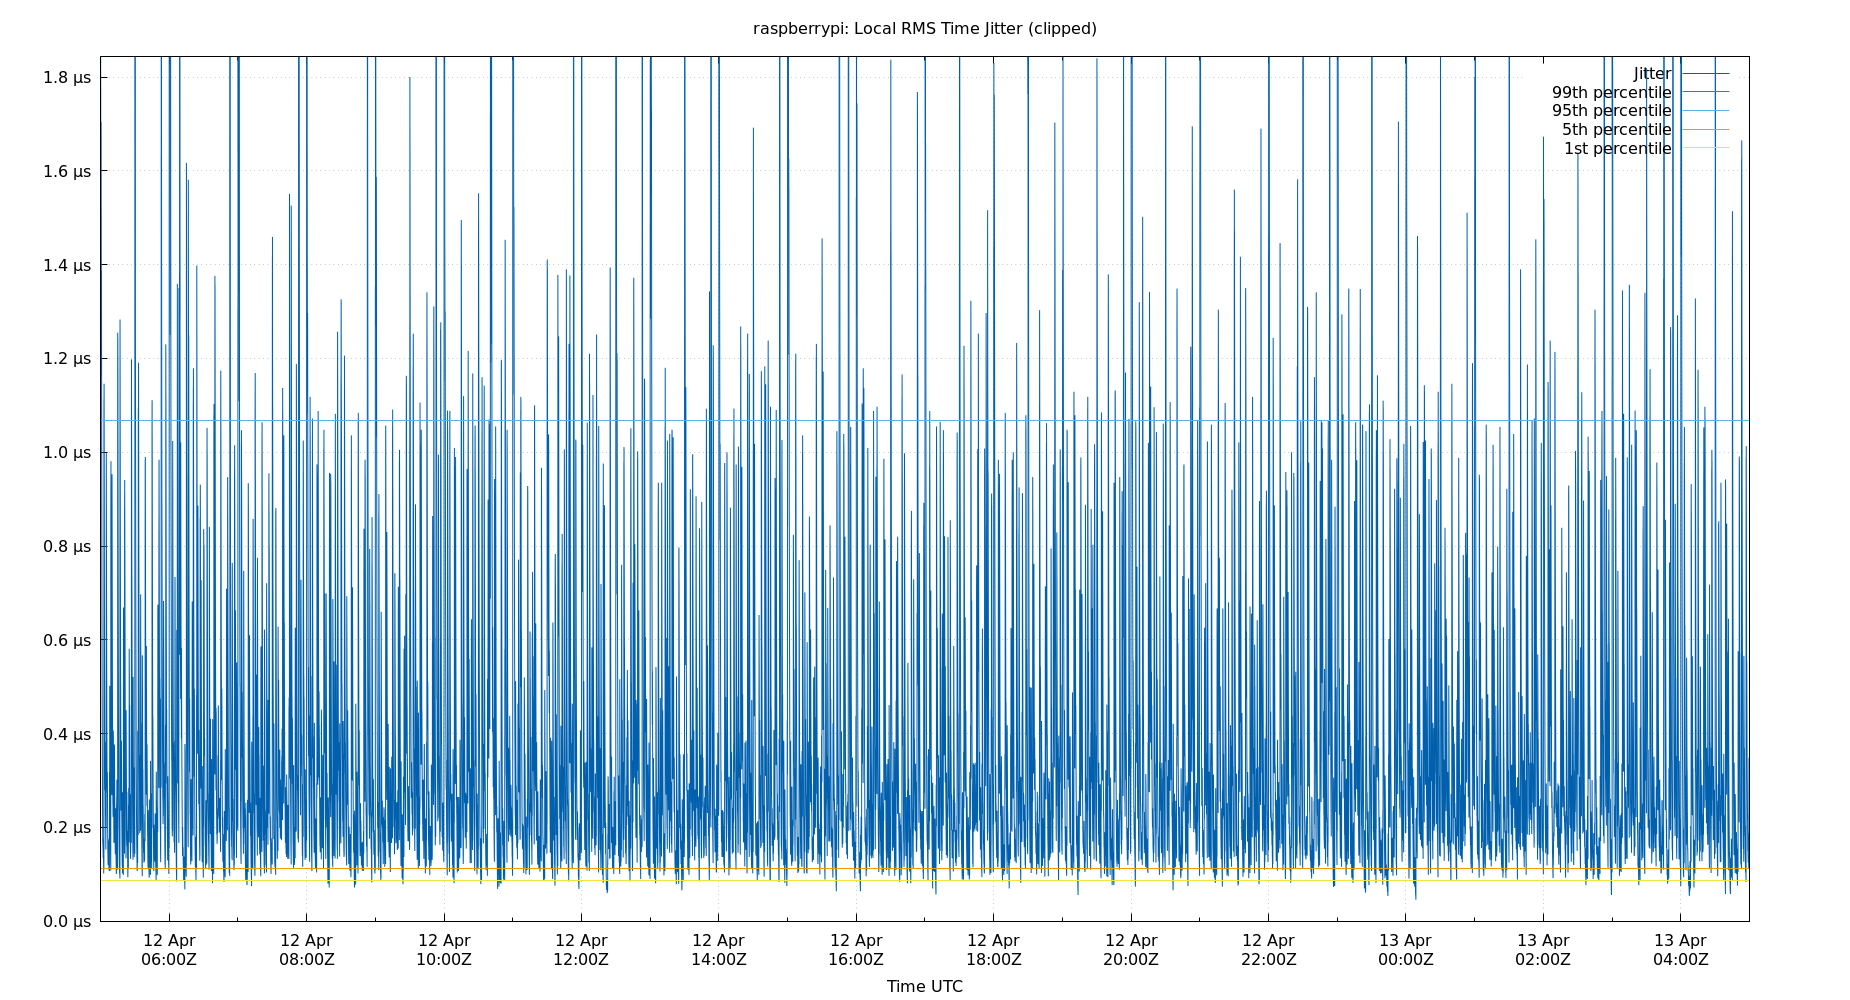 raspberrypi: Local RMS Time Jitter (clipped)
1.8 μs
1.6 μs
1.4 μs
1.2 μs
1.0 μs
0.8 μs
0.6 μs
0.4 μs
0.2 μs
0.0 μs
Jitter
99th percentile
95th percentile
5th percentile
1st percentile
12 Apr 12 Apr 12 Apr 12 Apr 12 Apr 12 Apr 12 Apr 12 Apr 12 Apr 13 Apr 13 Apr 13 Apr
06:00Z 08:00Z 10:00Z 12:00Z 14:00Z 16:00Z 18:00Z 20:00Z 22:00Z 00:00Z 02:00Z 04:00Z
Time UTC